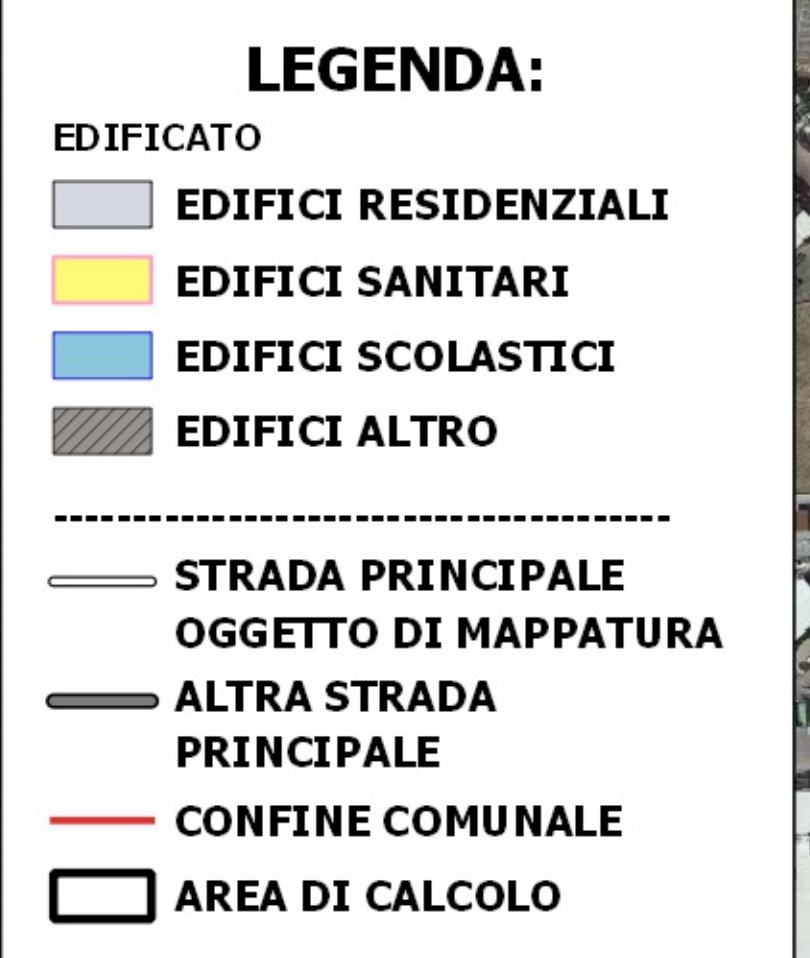 LEGENDA:
EDIFICATO
EDIFICI RESIDENZIALI
EDIFICI SANITARI
EDIFICI SCOLASTICI
EDIFICI ALTRO
---------------------------------------
STRADA PRINCIPALE
OGGETTO DI MAPPATURA
ALTRA STRADA
PRINCIPALE
CONFINE COMUNALE
AREA DI CALCOLO